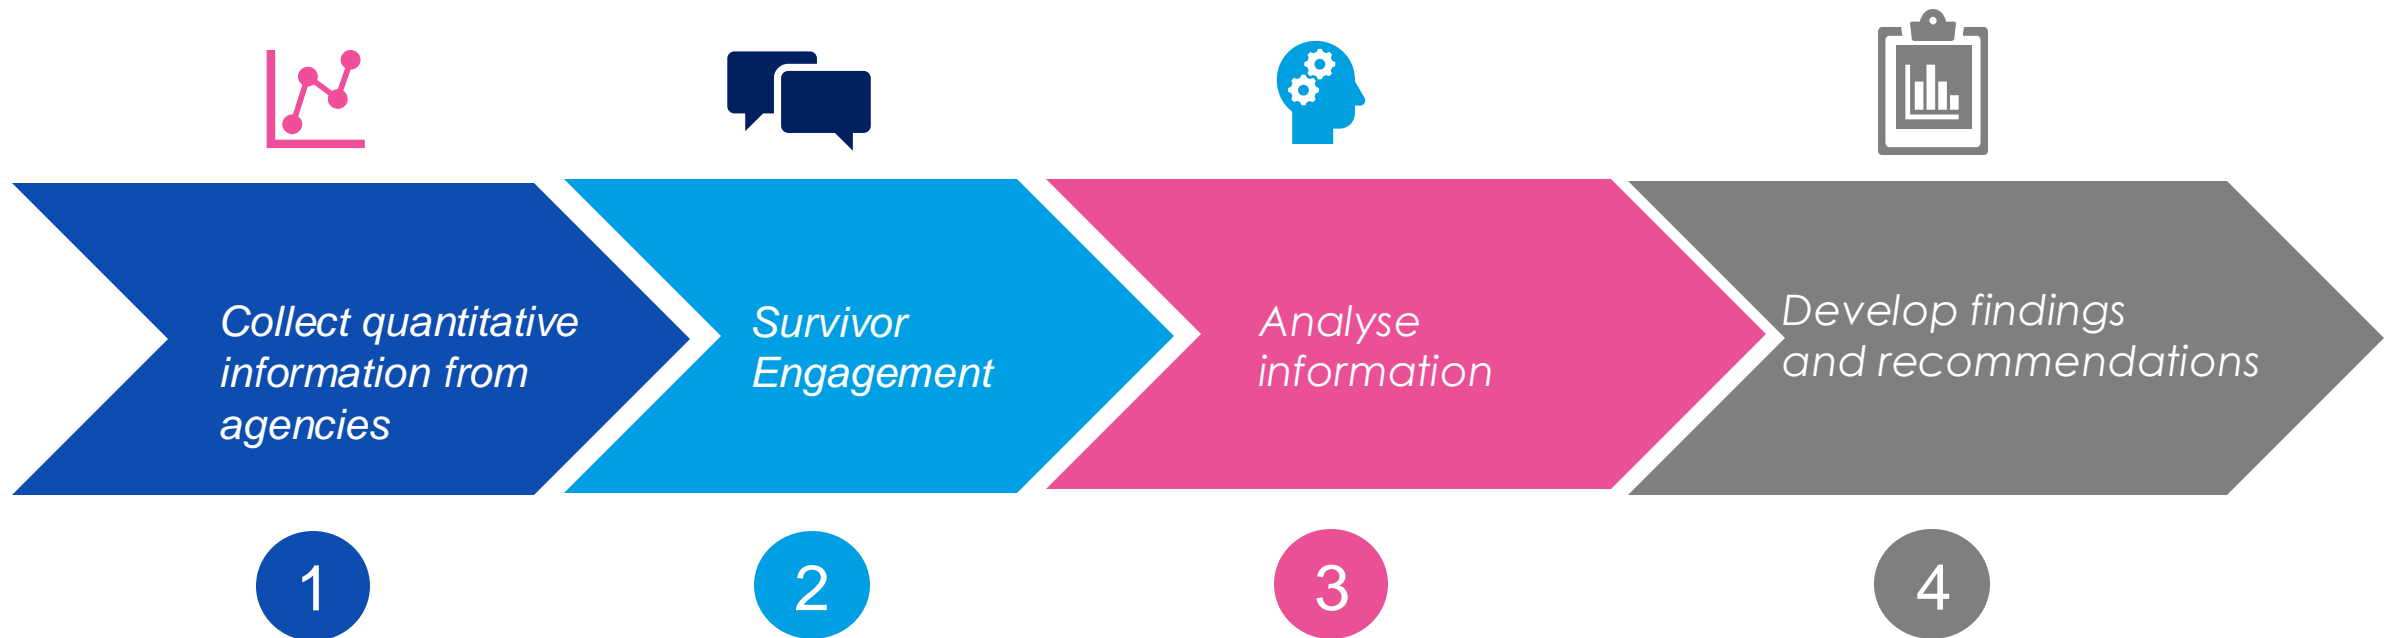 Collect quantitative
information from
agencies
Survivor
Engagement
Analyse
information
Develop findings
and recommendations
1
2
3
4